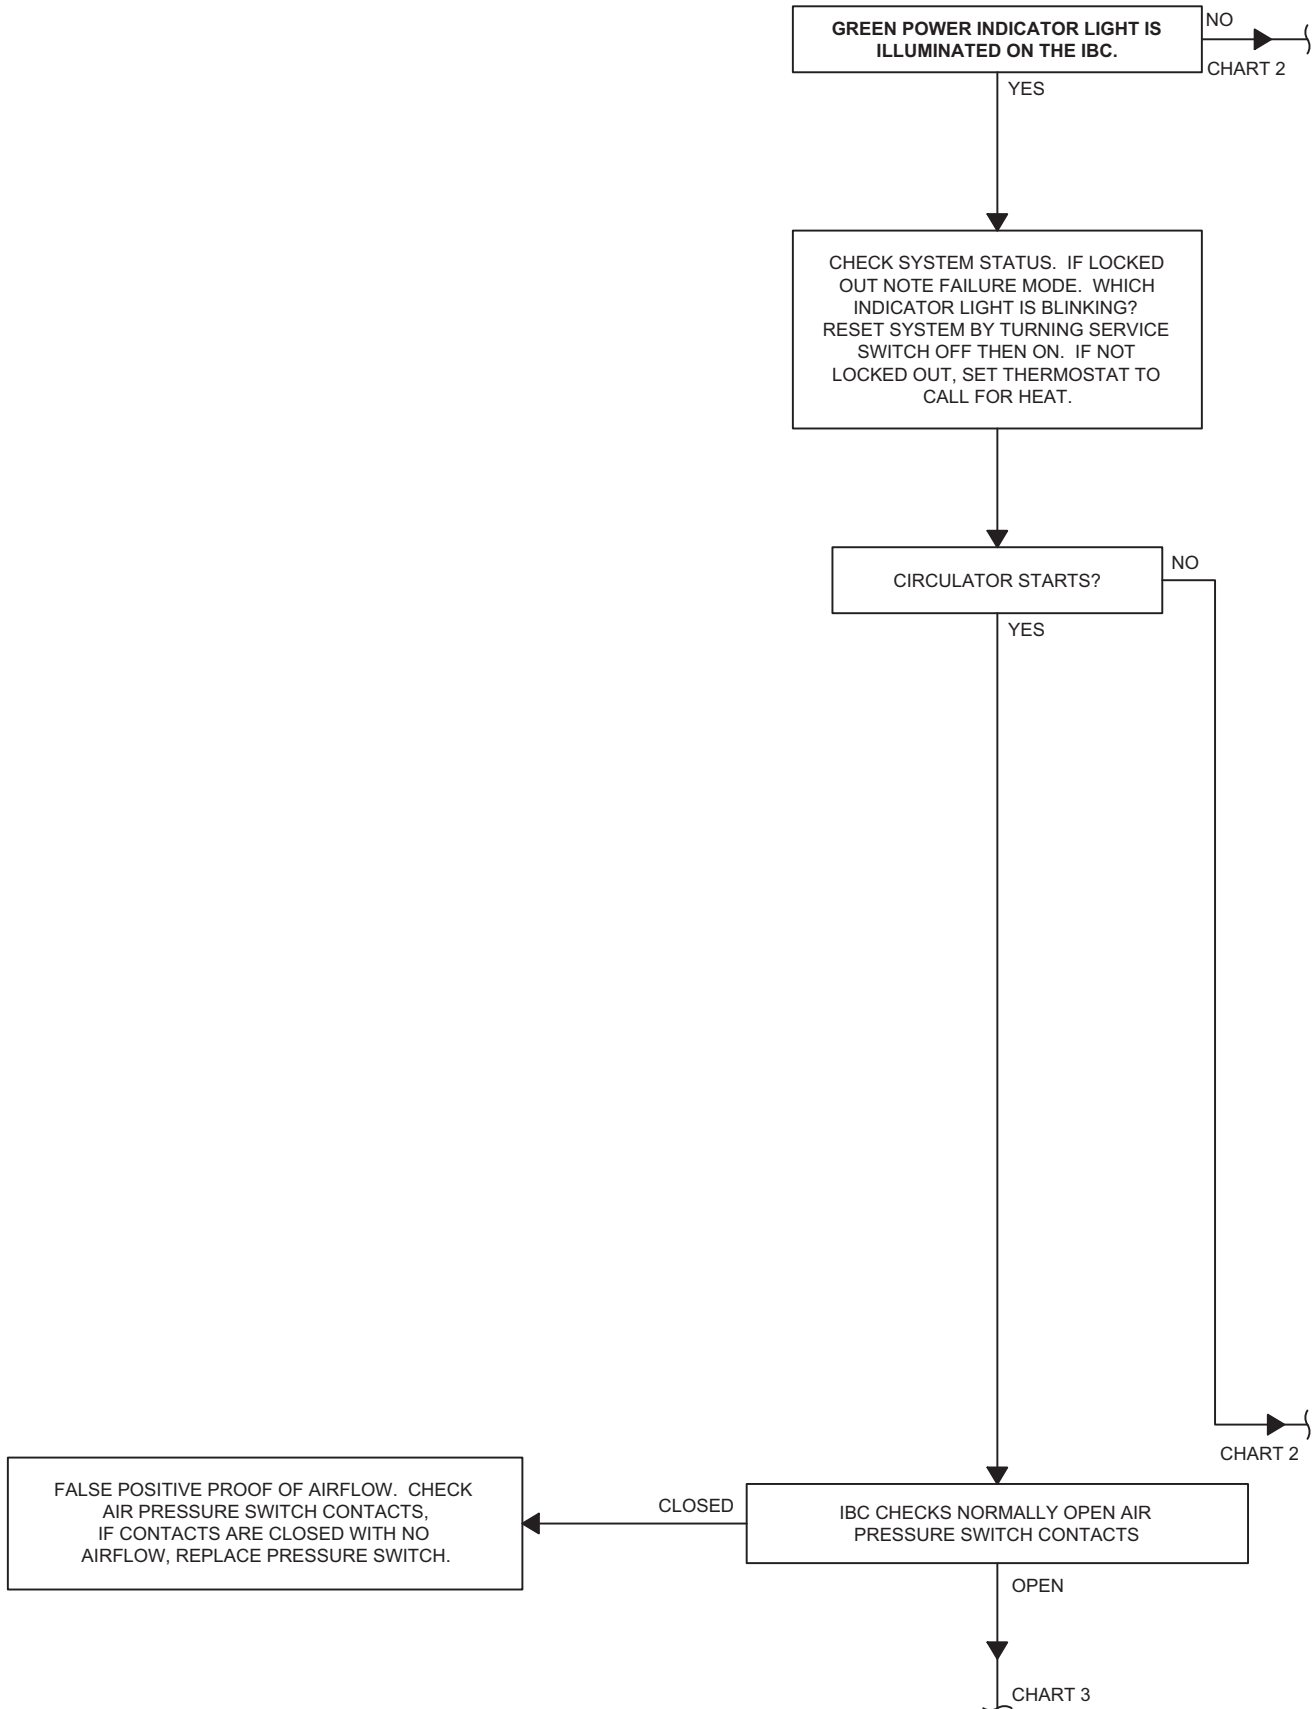 GREEN POWER INDICATOR LIGHT IS
ILLUMINATED ON THE IBC.
NO
CHART 2
YES
CHECK SYSTEM STATUS.  IF LOCKED
OUT NOTE FAILURE MODE.  WHICH
INDICATOR LIGHT IS BLINKING?
RESET SYSTEM BY TURNING SERVICE
SWITCH OFF THEN ON.  IF NOT
LOCKED OUT, SET THERMOSTAT TO
CALL FOR HEAT.
CIRCULATOR STARTS?
NO
YES
CHART 2
FALSE POSITIVE PROOF OF AIRFLOW.  CHECK
AIR PRESSURE SWITCH CONTACTS,
IF CONTACTS ARE CLOSED WITH NO
AIRFLOW, REPLACE PRESSURE SWITCH.
CLOSED
IBC CHECKS NORMALLY OPEN AIR
PRESSURE SWITCH CONTACTS
OPEN
CHART 3